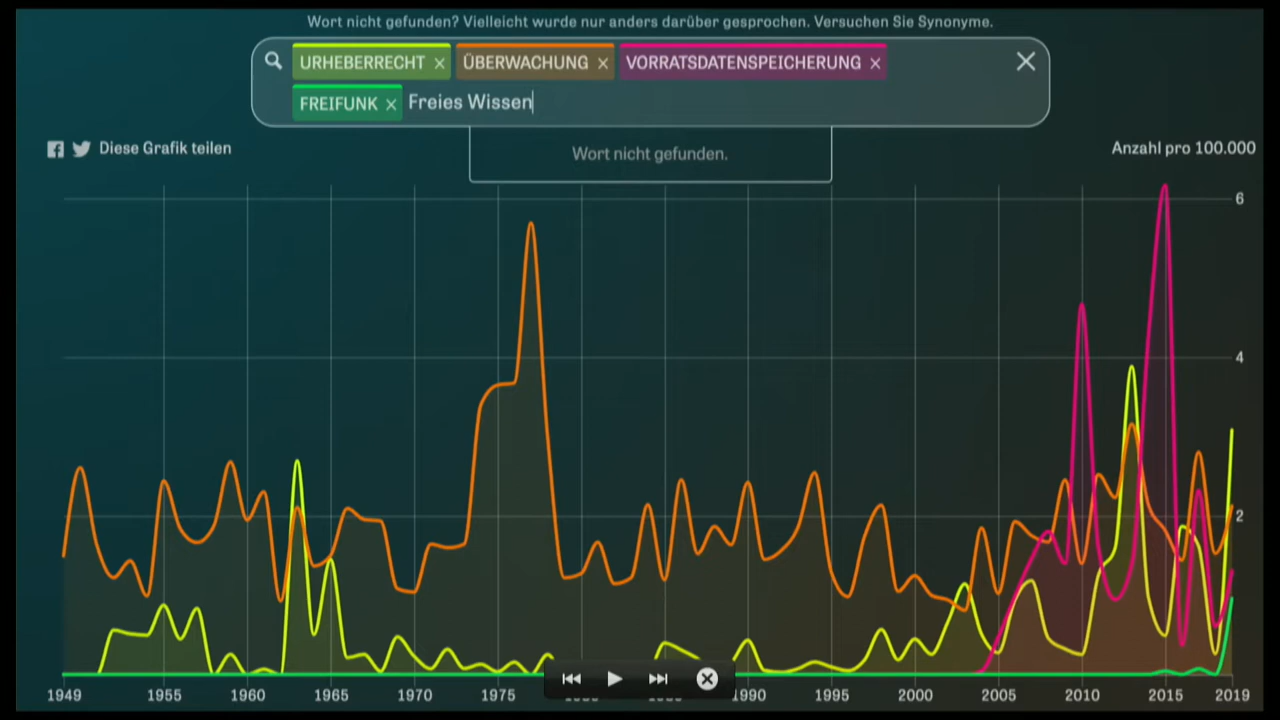 Wort nicht gefunden? Vielleicht wurde nur anders darüber gesprochen. Versuchen Sie Synonyme.
URHEBERRECHT × ÜBERWACHUNG × VORRATSDATENSPEICHERUNG ×
FREIFUNK × Freies Wissen
Diese Grafik teilen
Wort nicht gefunden.
Anzahl pro 100.000
6
4
2
1949 1955 1960 1965 1970 1975 1990 1995 2000 2005 2010 2015 2019